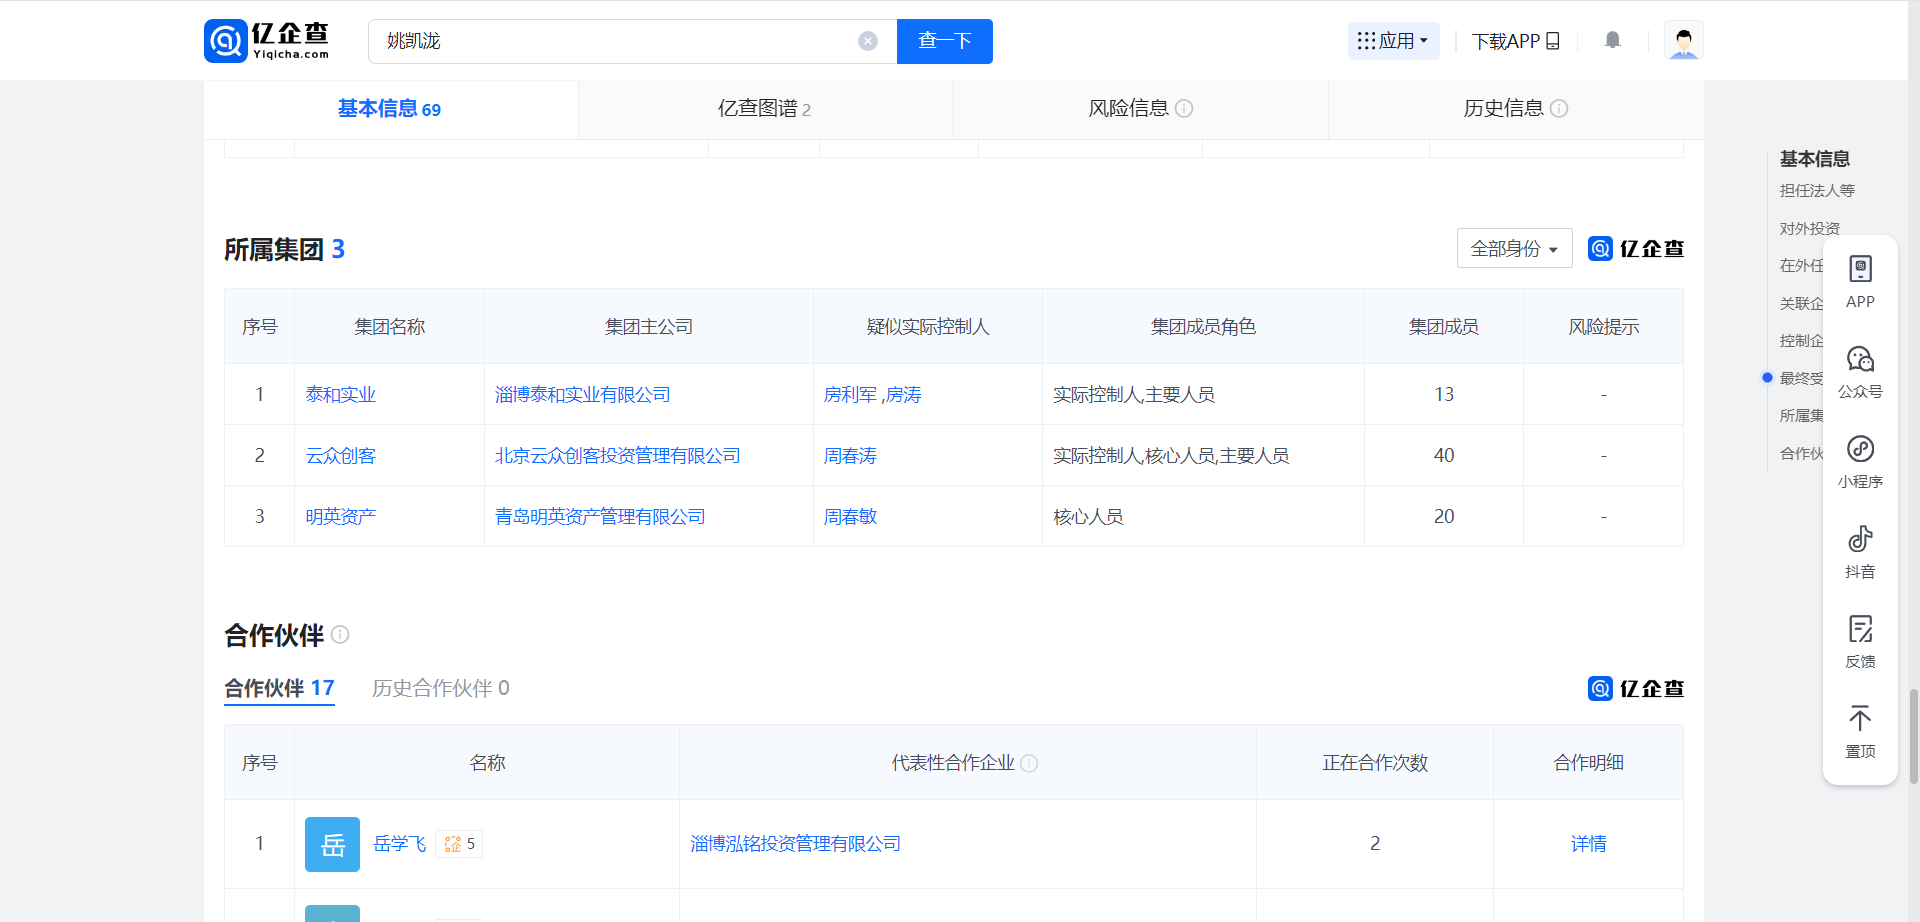 亿企查
Yiqicha.com
姚凯泷
查一下
应用
下载APP
基本信息 69
亿查图谱 2
风险信息
历史信息
所属集团 3
全部身份
亿企查
序号 集团名称 集团主公司 疑似实际控制人 集团成员角色 集团成员 风险提示
1 泰和实业 淄博泰和实业有限公司 房利军 ,房涛 实际控制人,主要人员 13 -
2 云众创客 北京云众创客投资管理有限公司 周春涛 实际控制人,核心人员,主要人员 40 -
3 明英资产 青岛明英资产管理有限公司 周春敏 核心人员 20 -
合作伙伴
合作伙伴 17
历史合作伙伴 0
亿企查
序号 名称 代表性合作企业 正在合作次数 合作明细
1 岳 岳学飞 企 5 淄博泓铭投资管理有限公司 2 详情
基本信息
担任法人等
对外投资
在外任
关联企
控制企
最终受
所属集
合作伙
APP
公众号
小程序
抖音
反馈
置顶